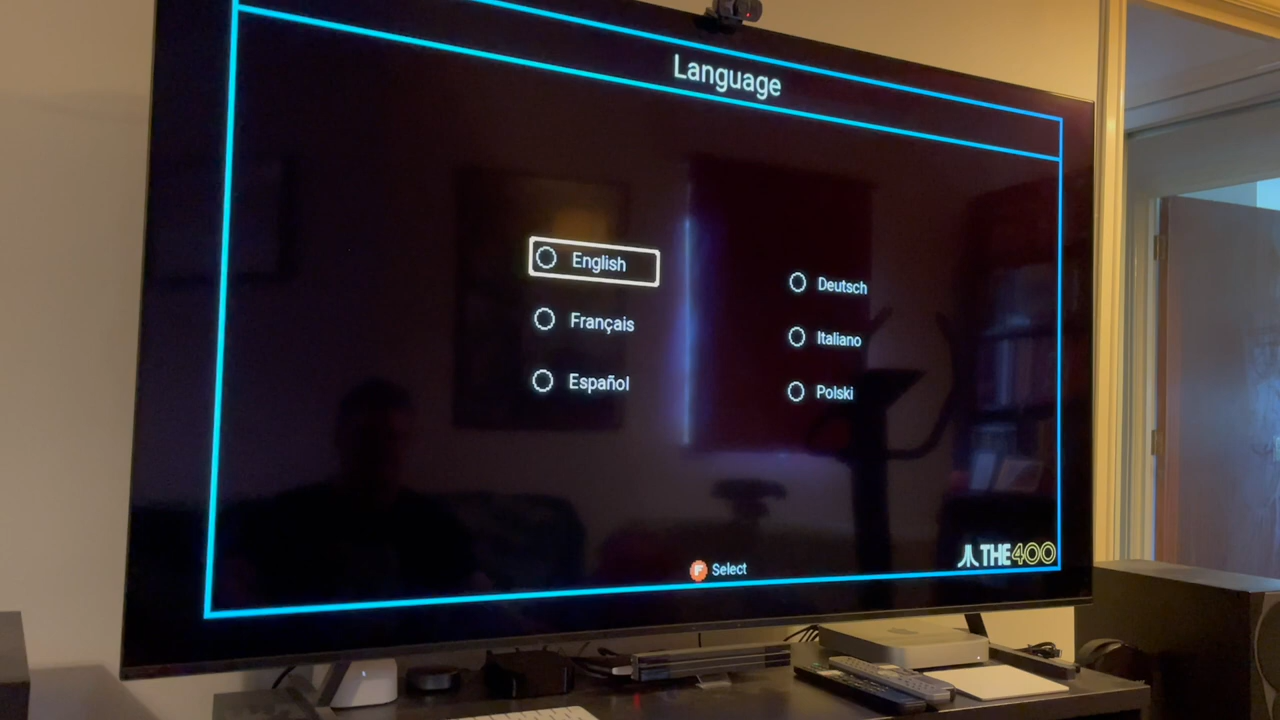 Language
English
Français
Español
Deutsch
Italiano
Polski
F Select
THE400